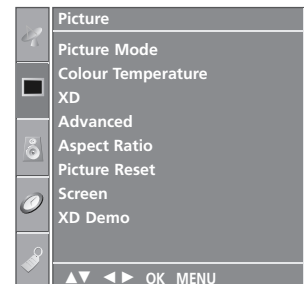 Picture
Picture Mode
Colour Temperature
XD
Advanced
Aspect Ratio
Picture Reset
Screen
XD Demo
▲▼ ◄► OK MENU